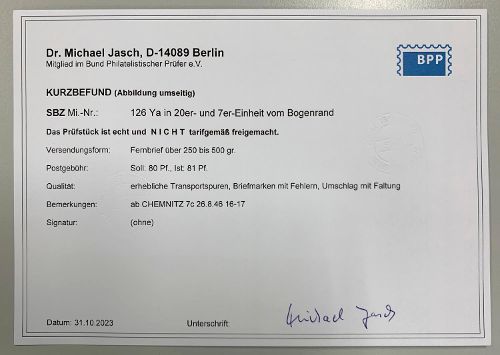 Dr. Michael Jasch, D-14089 Berlin
Mitglied im Bund Philatelistischer Prüfer e.V.
BPP
KURZBEFUND (Abbildung umseitig)
SBZ Mi.-Nr.: 126 Ya in 20er- und 7er-Einheit vom Bogenrand
Das Prüfstück ist echt und N I C H T tarifgemäß freigemacht.
Versendungsform: Fernbrief über 250 bis 500 gr.
Postgebühr: Soll: 80 Pf., Ist: 81 Pf.
Qualität: erhebliche Transportspuren, Briefmarken mit Fehlern, Umschlag mit Faltung
Bemerkungen: ab CHEMNITZ 7c 26.8.46 16-17
Signatur: (ohne)
Michael Jasch
Datum: 31.10.2023 Unterschrift: